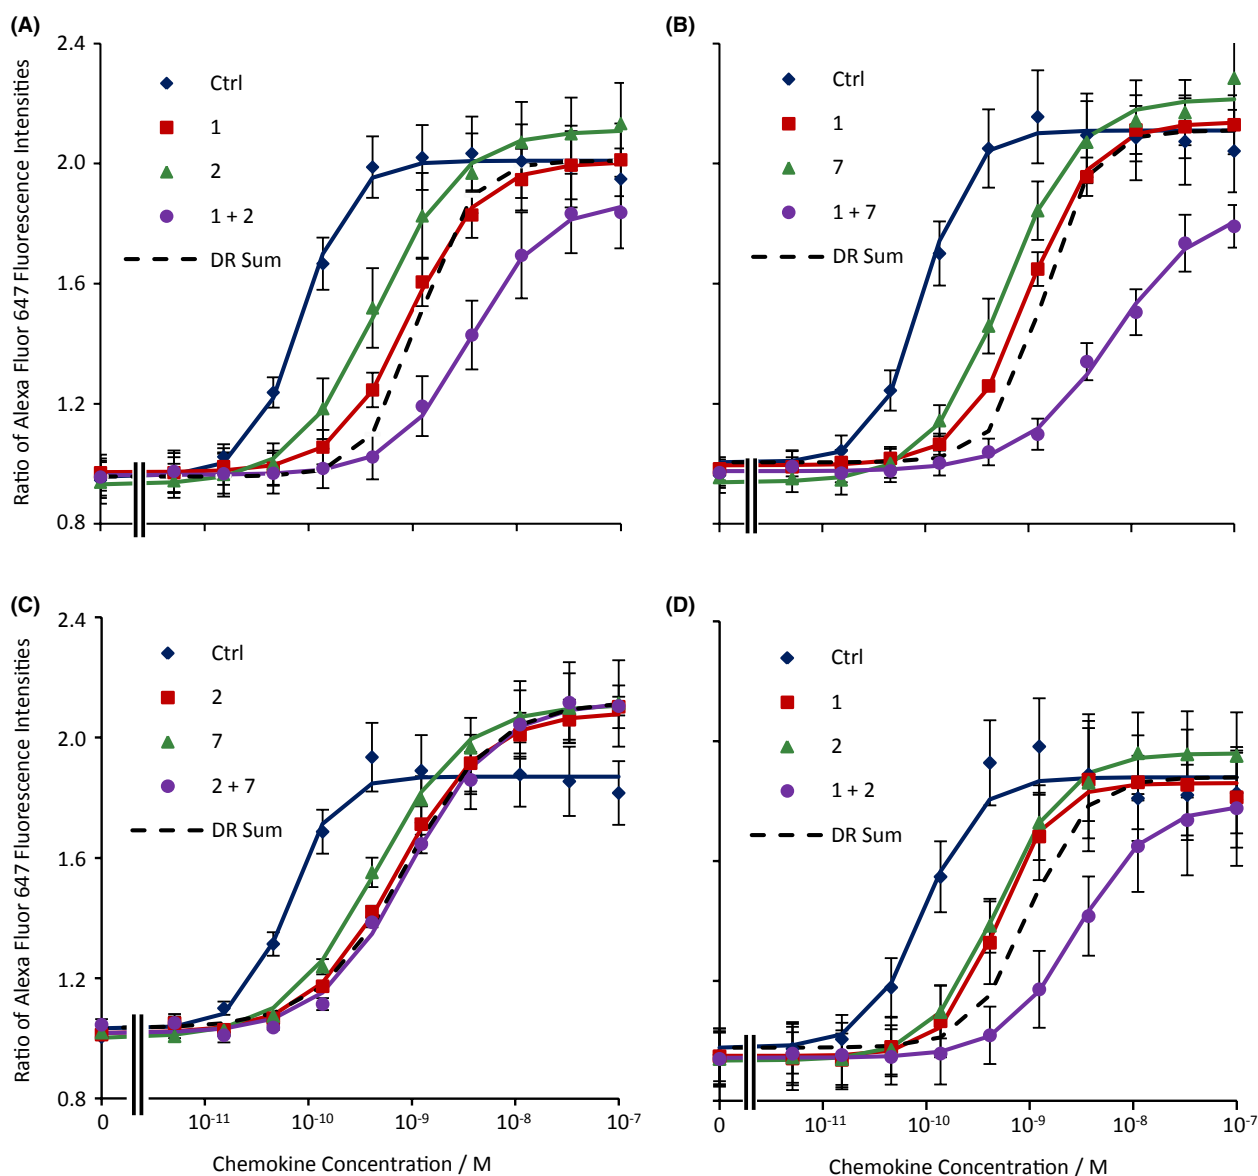 (A)
Ratio of Alexa Fluor 647 Fluorescence Intensities
2.4
2.0
1.6
1.2
0.8
Ctrl
1
2
1 + 2
DR Sum
(B)
Ctrl
1
7
1 + 7
DR Sum
(C)
Ratio of Alexa Fluor 647 Fluorescence Intensities
2.4
2.0
1.6
1.2
0.8
Ctrl
2
7
2 + 7
DR Sum
0 10-11 10-10 10-9 10-8 10-7
Chemokine Concentration / M
(D)
Ctrl
1
2
1 + 2
DR Sum
0 10-11 10-10 10-9 10-8 10-7
Chemokine Concentration / M